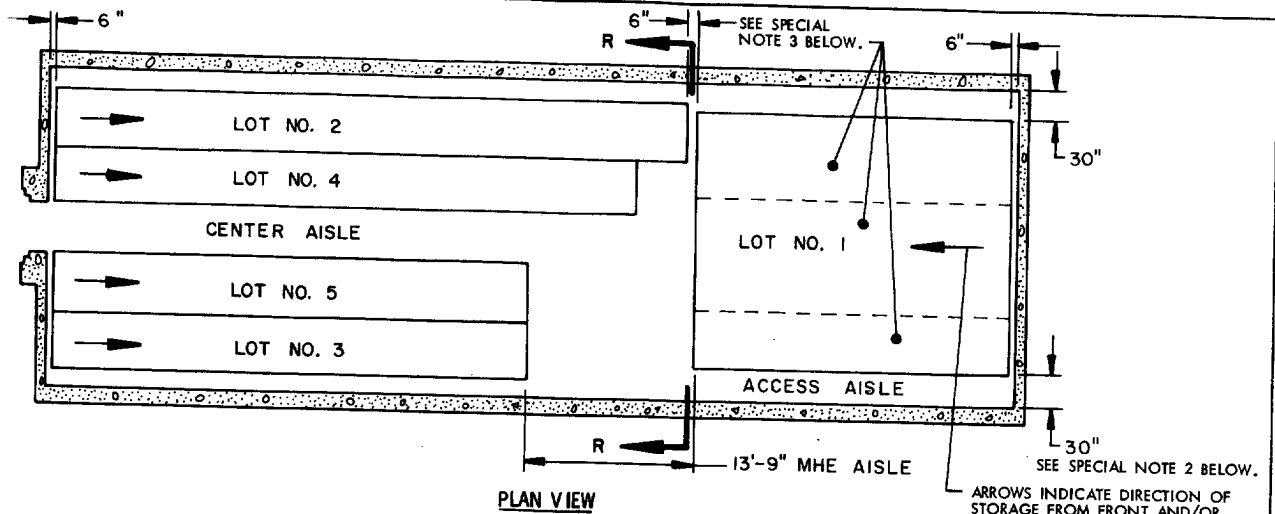 6"
6"
SEE SPECIAL
NOTE 3 BELOW.
6"
R
LOT NO. 2
30"
LOT NO. 4
CENTER AISLE
LOT NO. 1
LOT NO. 5
LOT NO. 3
ACCESS AISLE
R
13'-9" MHE AISLE
30"
SEE SPECIAL NOTE 2 BELOW.
PLAN VIEW
ARROWS INDICATE DIRECTION OF
STORAGE FROM FRONT AND/OR